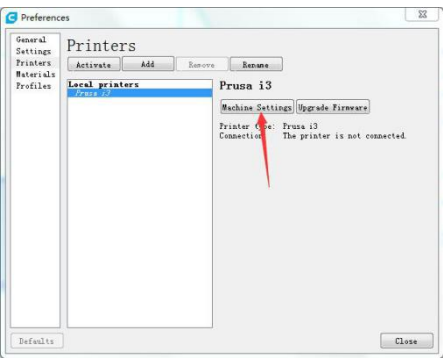 Preferences
General
Settings
Printers
Materials
Profiles
Printers
Activate Add Remove Rename
Local printers
Prusa i3
Prusa i3
Machine Settings Upgrade Firmware
Printer type: Prusa i3
Connection: The printer is not connected.
Defaults
Close